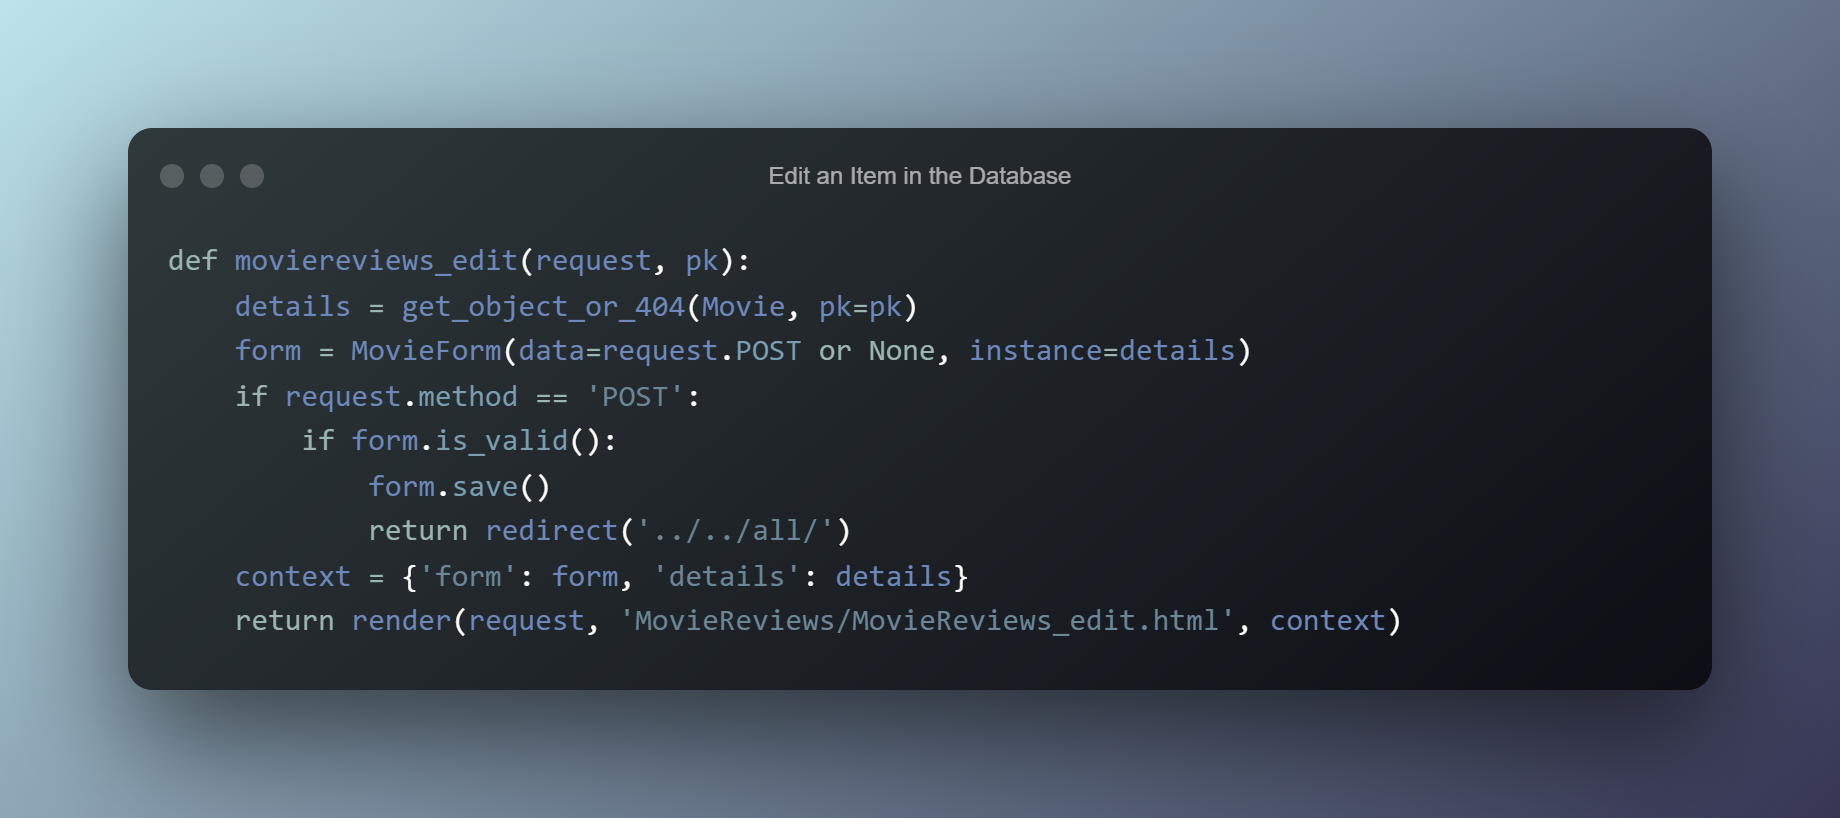 Edit an Item in the Database
def moviereviews_edit(request, pk):
    details = get_object_or_404(Movie, pk=pk)
    form = MovieForm(data=request.POST or None, instance=details)
    if request.method == 'POST':
        if form.is_valid():
            form.save()
            return redirect('../../all/')
    context = {'form': form, 'details': details}
    return render(request, 'MovieReviews/MovieReviews_edit.html', context)